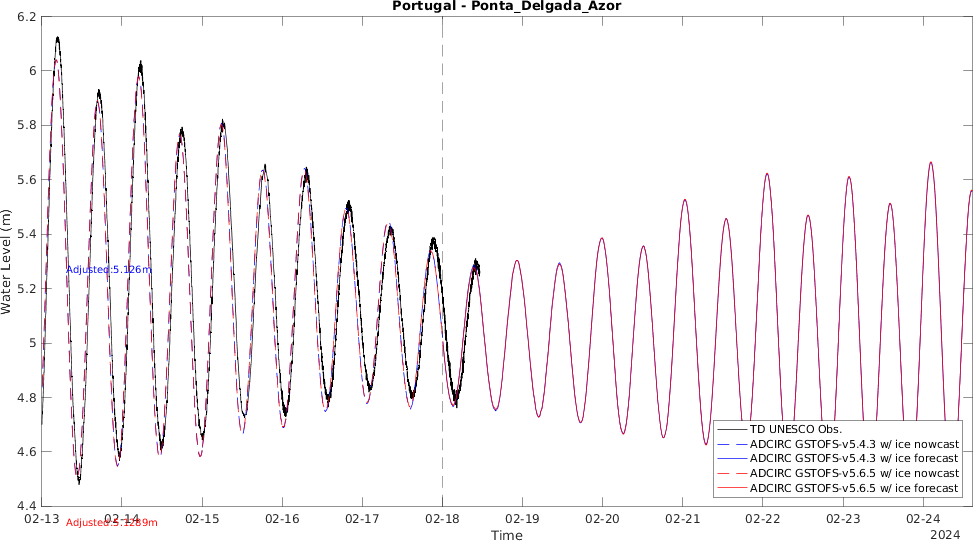 Portugal - Ponta_Delgada_Azor
6.2
6
5.8
5.6
5.4
5.2
5
4.8
4.6
4.4
Water Level (m)
Adjusted:5.126m
Adjusted:5.1289m
TD UNESCO Obs.
ADCIRC GSTOFS-v5.4.3 w/ ice nowcast
ADCIRC GSTOFS-v5.4.3 w/ ice forecast
ADCIRC GSTOFS-v5.6.5 w/ ice nowcast
ADCIRC GSTOFS-v5.6.5 w/ ice forecast
02-13 02-14 02-15 02-16 02-17 02-18 02-19 02-20 02-21 02-22 02-23 02-24
Time
2024